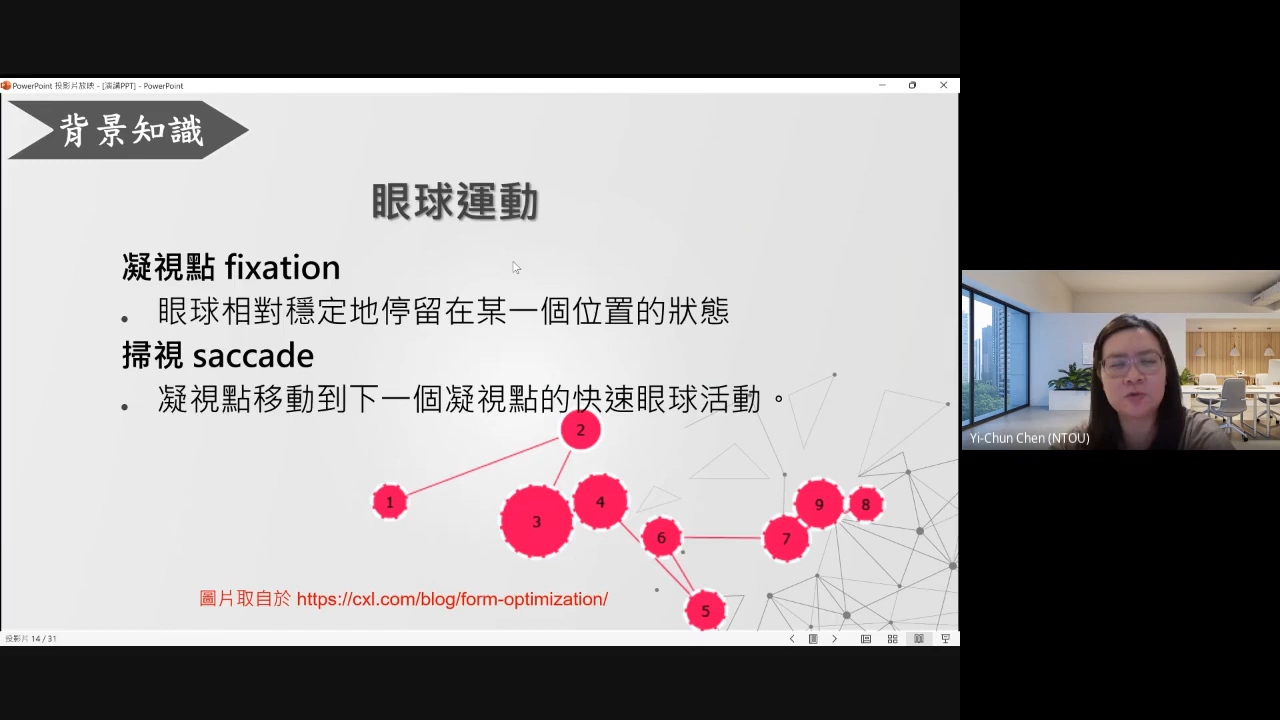 PowerPoint 投影片放映 - [演講PPT] - PowerPoint
背景知識
眼球運動
凝視點 fixation
• 眼球相對穩定地停留在某一個位置的狀態
掃視 saccade
• 凝視點移動到下一個凝視點的快速眼球活動。
2
1
3
4
6
7
9
8
5
圖片取自於 https://cxl.com/blog/form-optimization/
投影片 14 / 31
Yi-Chun Chen (NTOU)